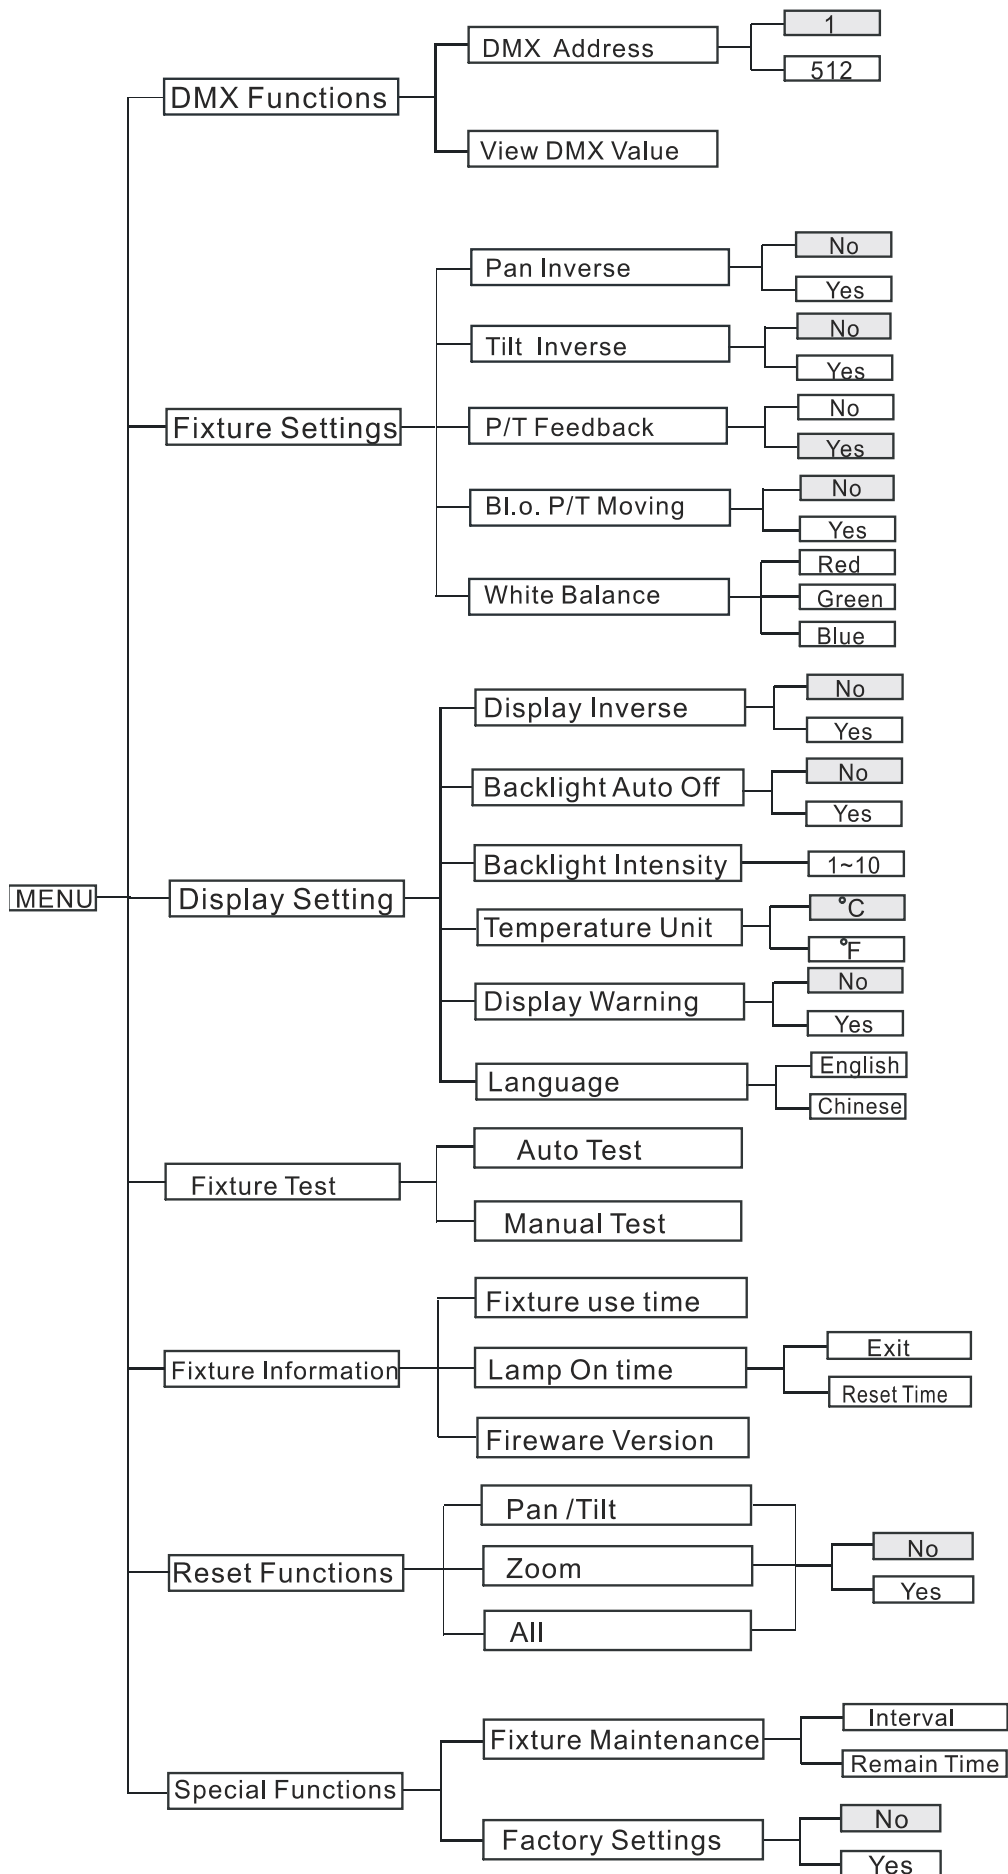 MENU
DMX Functions
DMX Address
1
512
View DMX Value
Fixture Settings
Pan Inverse
No
Yes
Tilt Inverse
No
Yes
P/T Feedback
No
Yes
Bl.o. P/T Moving
No
Yes
White Balance
Red
Green
Blue
Display Setting
Display Inverse
No
Yes
Backlight Auto Off
No
Yes
Backlight Intensity
1~10
Temperature Unit
°C
°F
Display Warning
No
Yes
Language
English
Chinese
Fixture Test
Auto Test
Manual Test
Fixture Information
Fixture use time
Lamp On time
Exit
Reset Time
Fireware Version
Reset Functions
Pan /Tilt
Zoom
All
No
Yes
Special Functions
Fixture Maintenance
Interval
Remain Time
Factory Settings
No
Yes